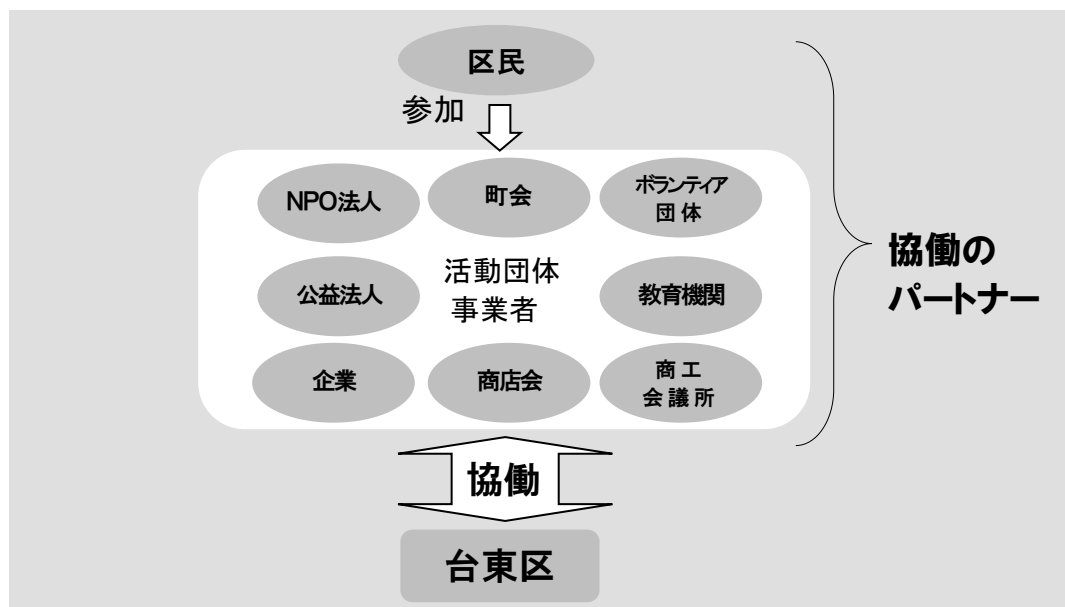 区民
参加
NPO法人
町会
ボランティア
団体
公益法人
活動団体
事業者
教育機関
企業
商店会
商工
会議所
協働の
パートナー
協働
台東区